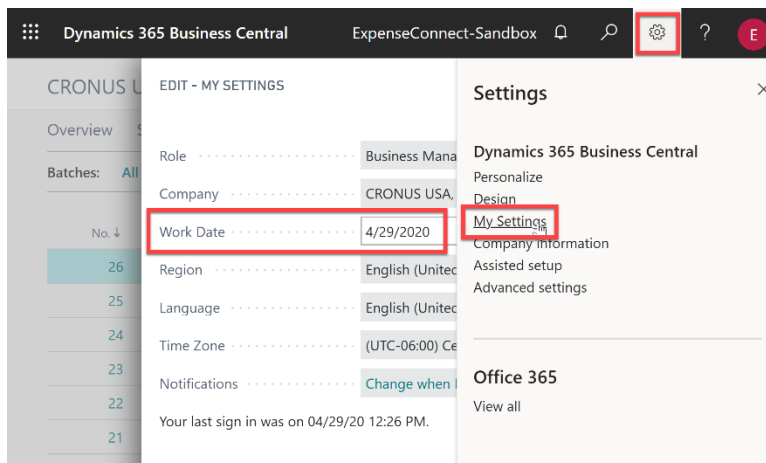 Dynamics 365 Business Central ExpenseConnect-Sandbox ? E
CRONUS U
Overview
Batches: All
No. ↓
26
25
24
23
22
21
EDIT - MY SETTINGS
Role Business Mana
Company CRONUS USA,
Work Date 4/29/2020
Region English (United
Language English (Unitec
Time Zone (UTC-06:00) Ce
Notifications Change when
Your last sign in was on 04/29/20 12:26 PM.
Settings
Dynamics 365 Business Central
Personalize
Design
My Settings
Company Information
Assisted setup
Advanced settings
Office 365
View all